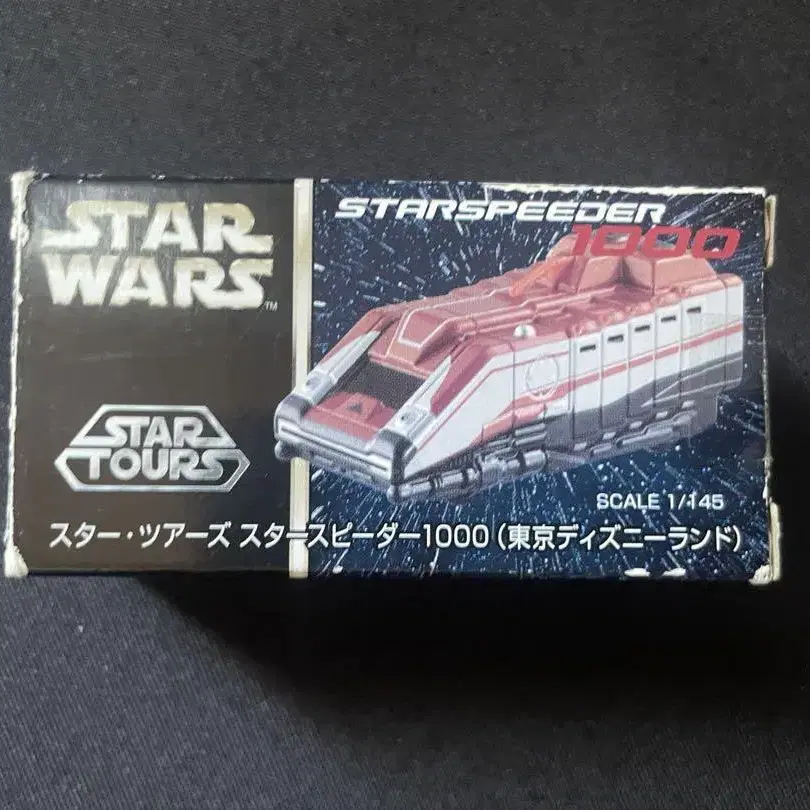 STAR
WARS
TM
STARSPEEDER
1000
STAR
TOURS
SCALE 1/145
スター・ツアーズ スタースピーダー1000（東京ディズニーランド）